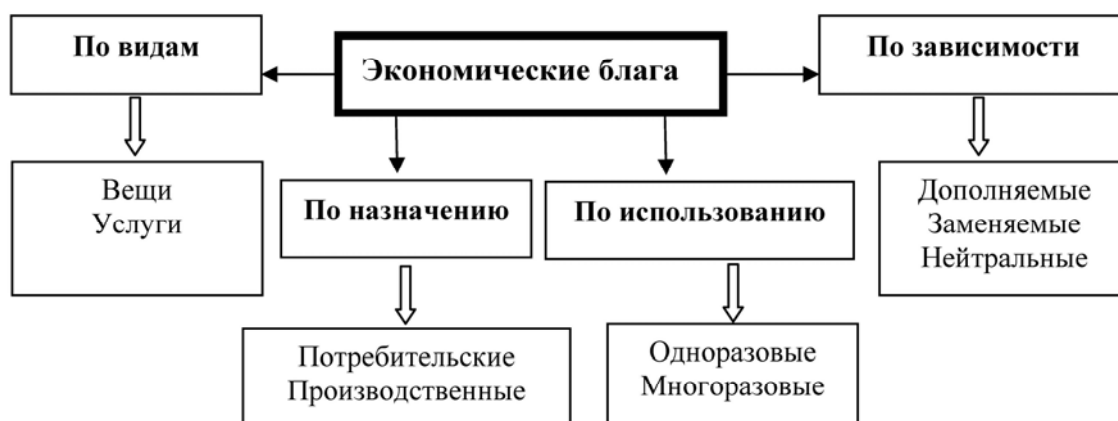 Экономические блага
По видам
Вещи
Услуги
По назначению
Потребительские
Производственные
По использованию
Одноразовые
Многоразовые
По зависимости
Дополняемые
Заменяемые
Нейтральные